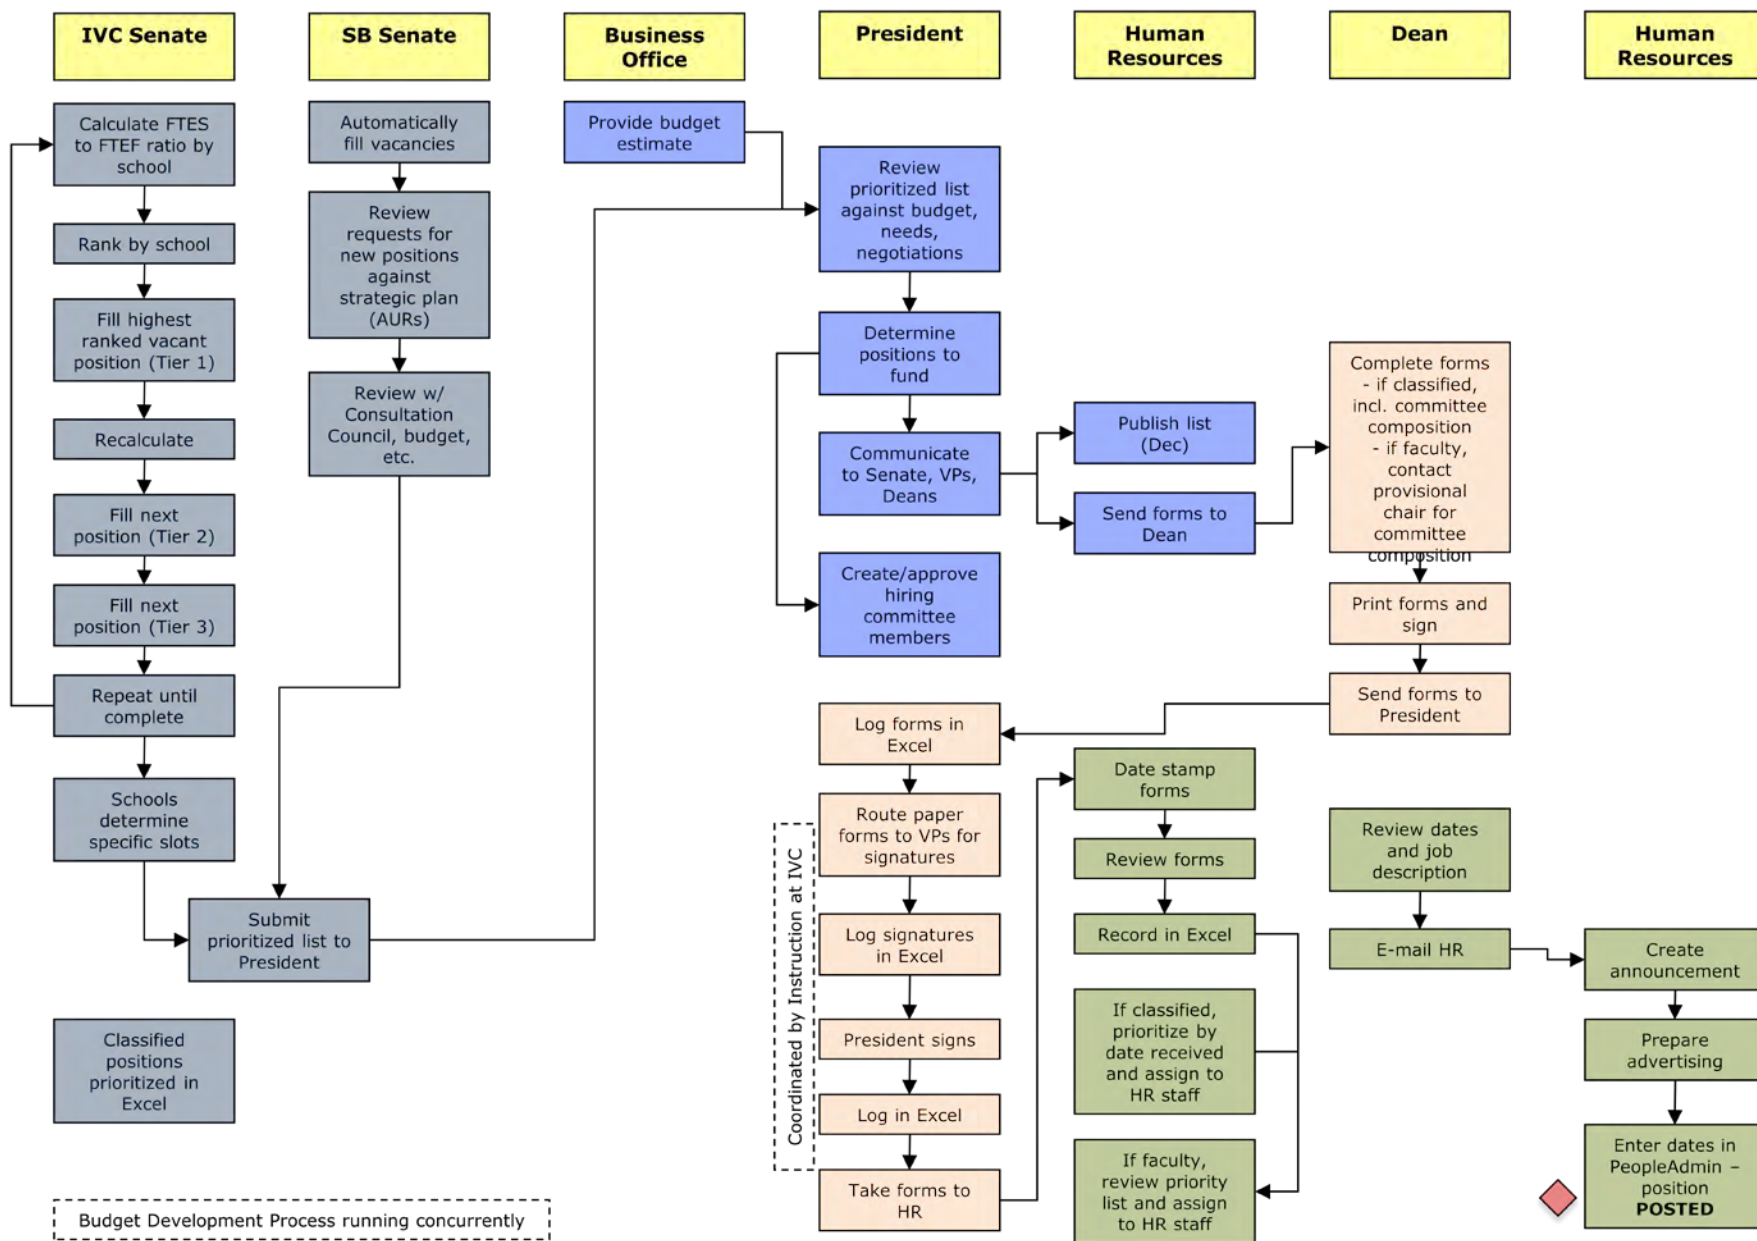 IVC Senate
SB Senate
Business
Office
President
Human
Resources
Dean
Human
Resources
Calculate FTES
to FTEF ratio by
school
Rank by school
Fill highest
ranked vacant
position (Tier 1)
Recalculate
Fill next
position (Tier 2)
Fill next
position (Tier 3)
Repeat until
complete
Schools
determine
specific slots
Classified
positions
prioritized in
Excel
Automatically
fill vacancies
Review
requests for
new positions
against
strategic plan
(AURs)
Review w/
Consultation
Council, budget,
etc.
Submit
prioritized list to
President
Provide budget
estimate
Review
prioritized list
against budget,
needs,
negotiations
Determine
positions to
fund
Communicate
to Senate, VPs,
Deans
Create/approve
hiring
committee
members
Publish list
(Dec)
Send forms to
Dean
Complete forms
- if classified,
incl. committee
composition
- if faculty,
contact
provisional
chair for
committee
composition
Print forms and
sign
Send forms to
President
Log forms in
Excel
Route paper
forms to VPs for
signatures
Log signatures
in Excel
President signs
Log in Excel
Take forms to
HR
Coordinated by Instruction at IVC
Date stamp
forms
Review forms
Record in Excel
If classified,
prioritize by
date received
and assign to
HR staff
If faculty,
review priority
list and assign
to HR staff
Review dates
and job
description
E-mail HR
Create
announcement
Prepare
advertising
Enter dates in
PeopleAdmin –
position
POSTED
Budget Development Process running concurrently